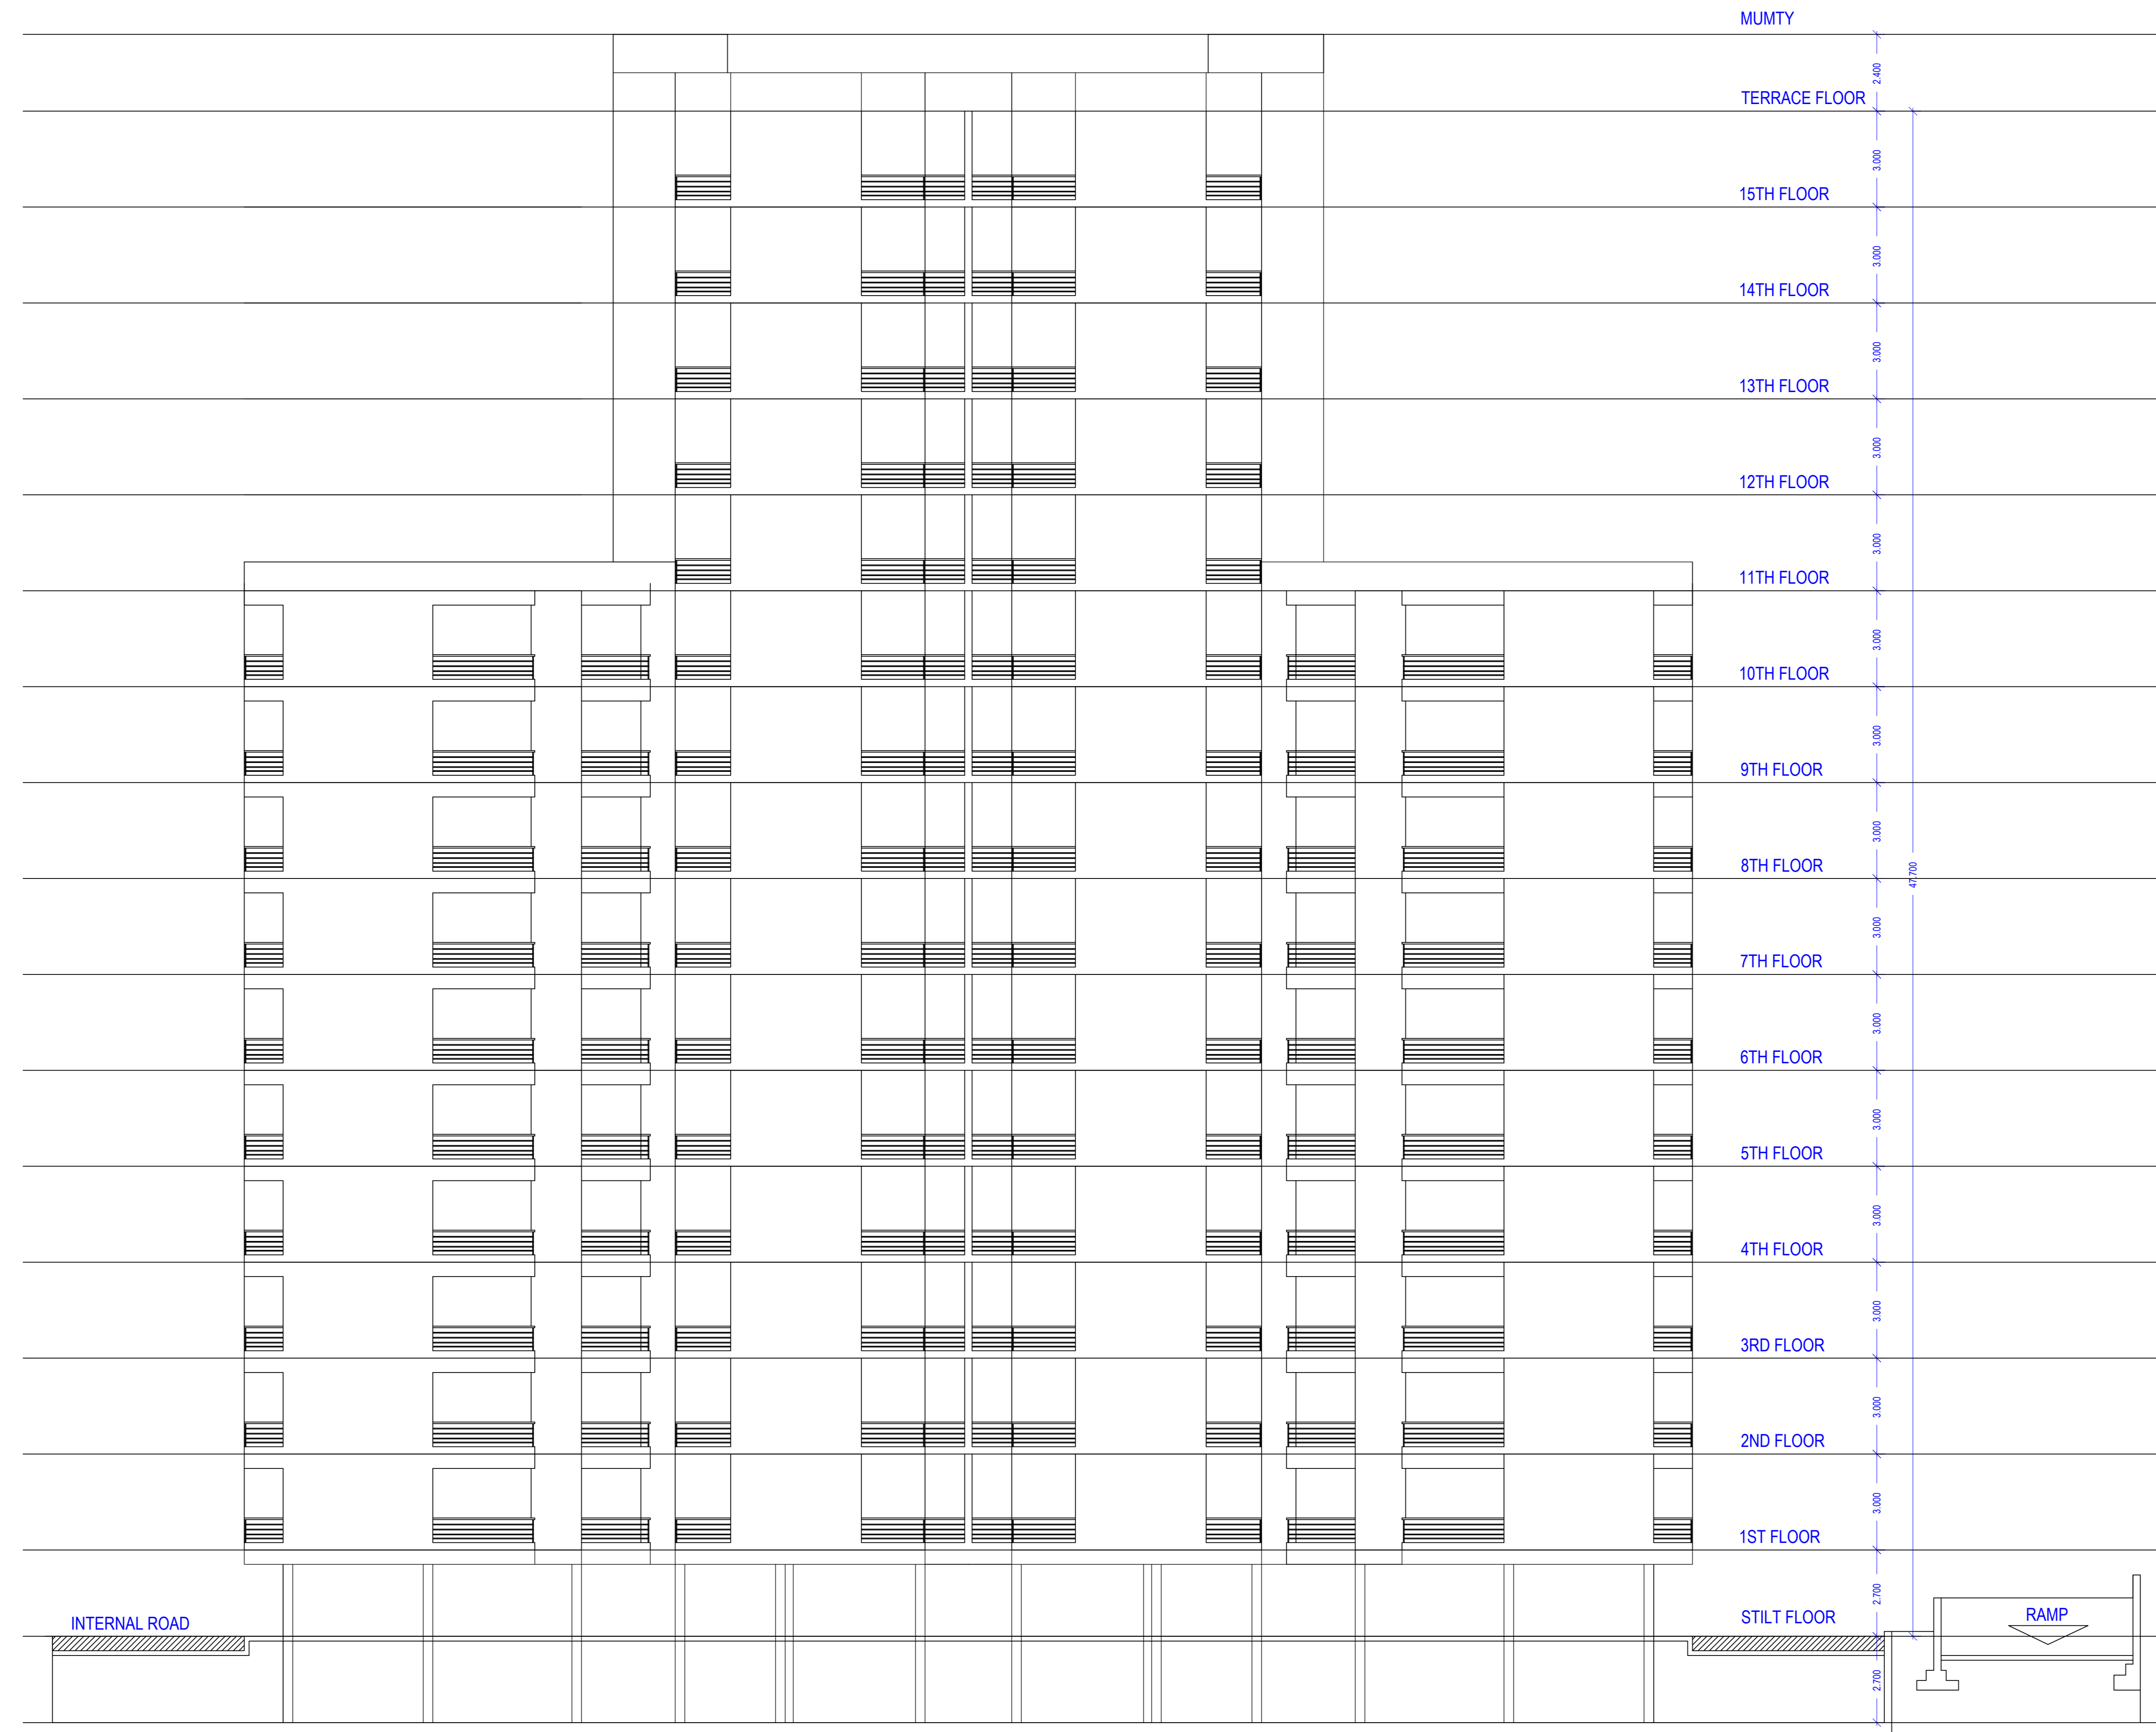 MUMTY
2.400
TERRACE FLOOR
3.000
15TH FLOOR
3.000
14TH FLOOR
3.000
13TH FLOOR
3.000
12TH FLOOR
3.000
11TH FLOOR
3.000
10TH FLOOR
3.000
9TH FLOOR
3.000
8TH FLOOR
47.700
3.000
7TH FLOOR
3.000
6TH FLOOR
3.000
5TH FLOOR
3.000
4TH FLOOR
3.000
3RD FLOOR
3.000
2ND FLOOR
3.000
1ST FLOOR
2.700
INTERNAL ROAD
STILT FLOOR
RAMP
2.700